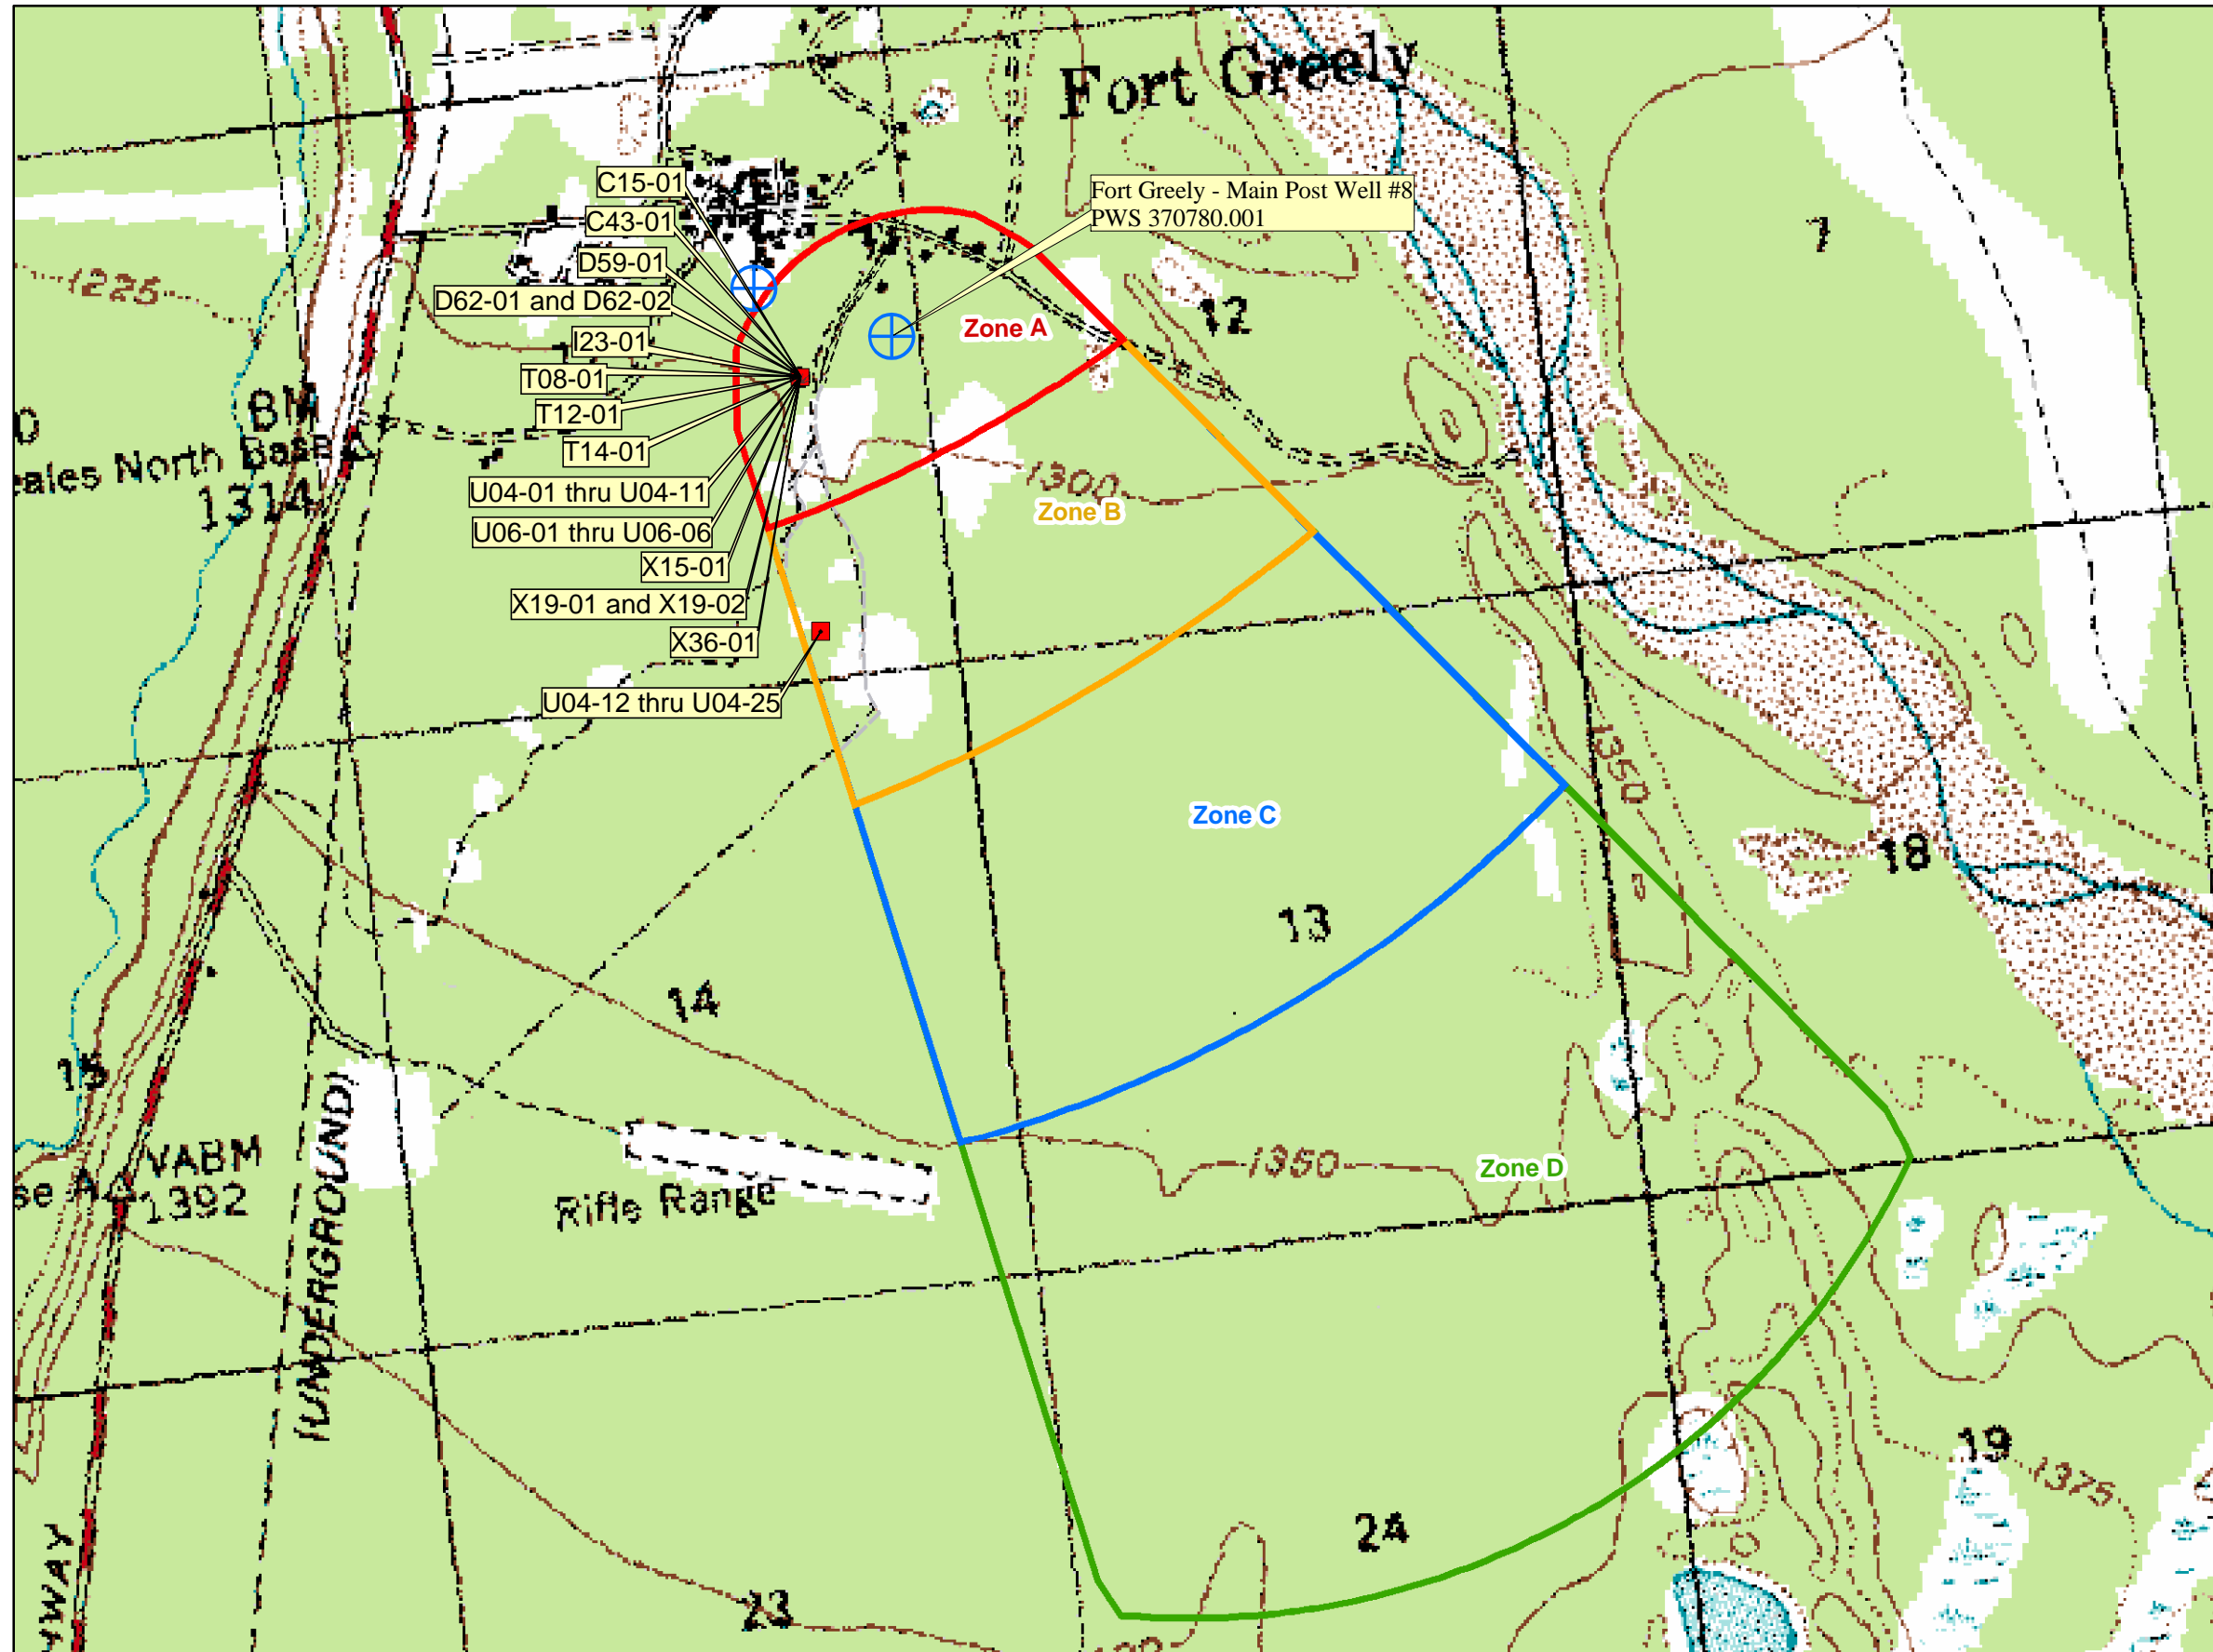 Fort Greely
C15-01
Fort Greely - Main Post Well #8
PWS 370780.001
C43-01
7
D59-01
1225
D62-01 and D62-02
12
Zone A
I23-01
T08-01
BM
T12-01
0
eales North Base
T14-01
1314
1300
U04-01 thru U04-11
Zone B
U06-01 thru U06-06
X15-01
X19-01 and X19-02
X36-01
U04-12 thru U04-25
1350
Zone C
18
13
14
15
(UNDERGROUND)
VABM
1392
se A
1350
Zone D
Rifle Range
19
1375
24
23
HWAY